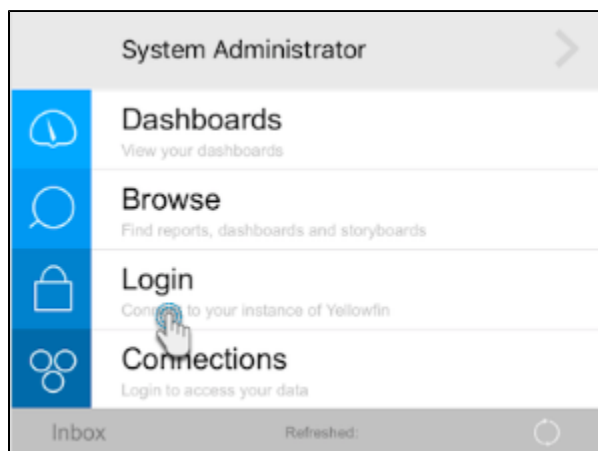 System Administrator
Dashboards
View your dashboards
Browse
Find reports, dashboards and storyboards
Login
Connect to your instance of Yellowfin
Connections
Login to access your data
Inbox
Refreshed: